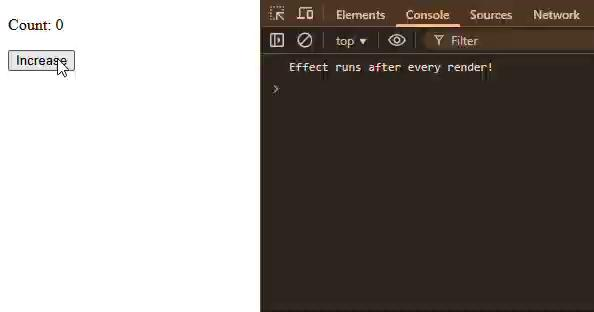 Count: 0
Increase
Elements Console Sources Network
top Filter
Effect runs after every render!